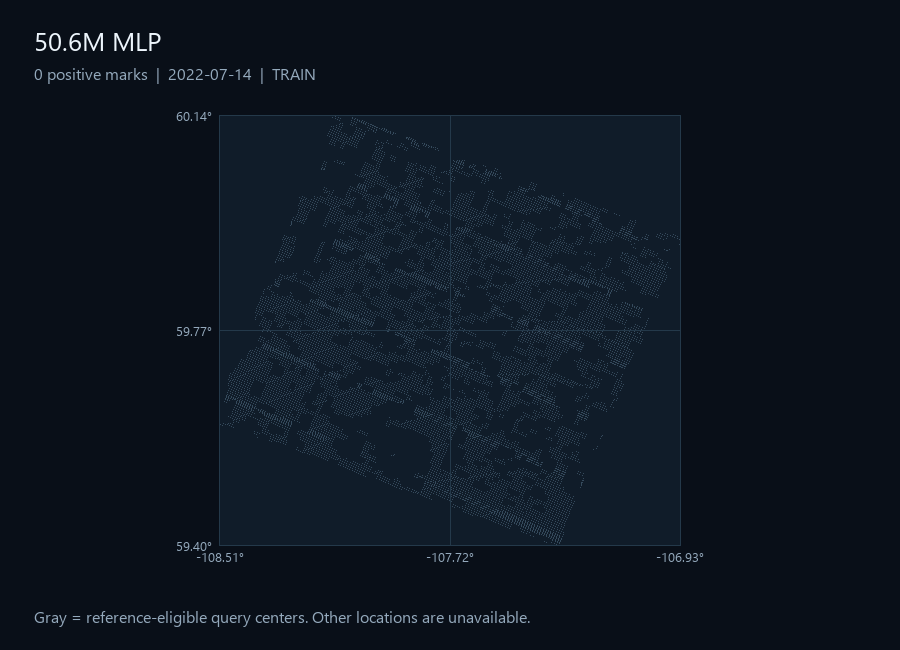 50.6M MLP
0 positive marks | 2022-07-14 | TRAIN
60.14°
59.77°
59.40°
-108.51° -107.72° -106.93°
Gray = reference-eligible query centers. Other locations are unavailable.